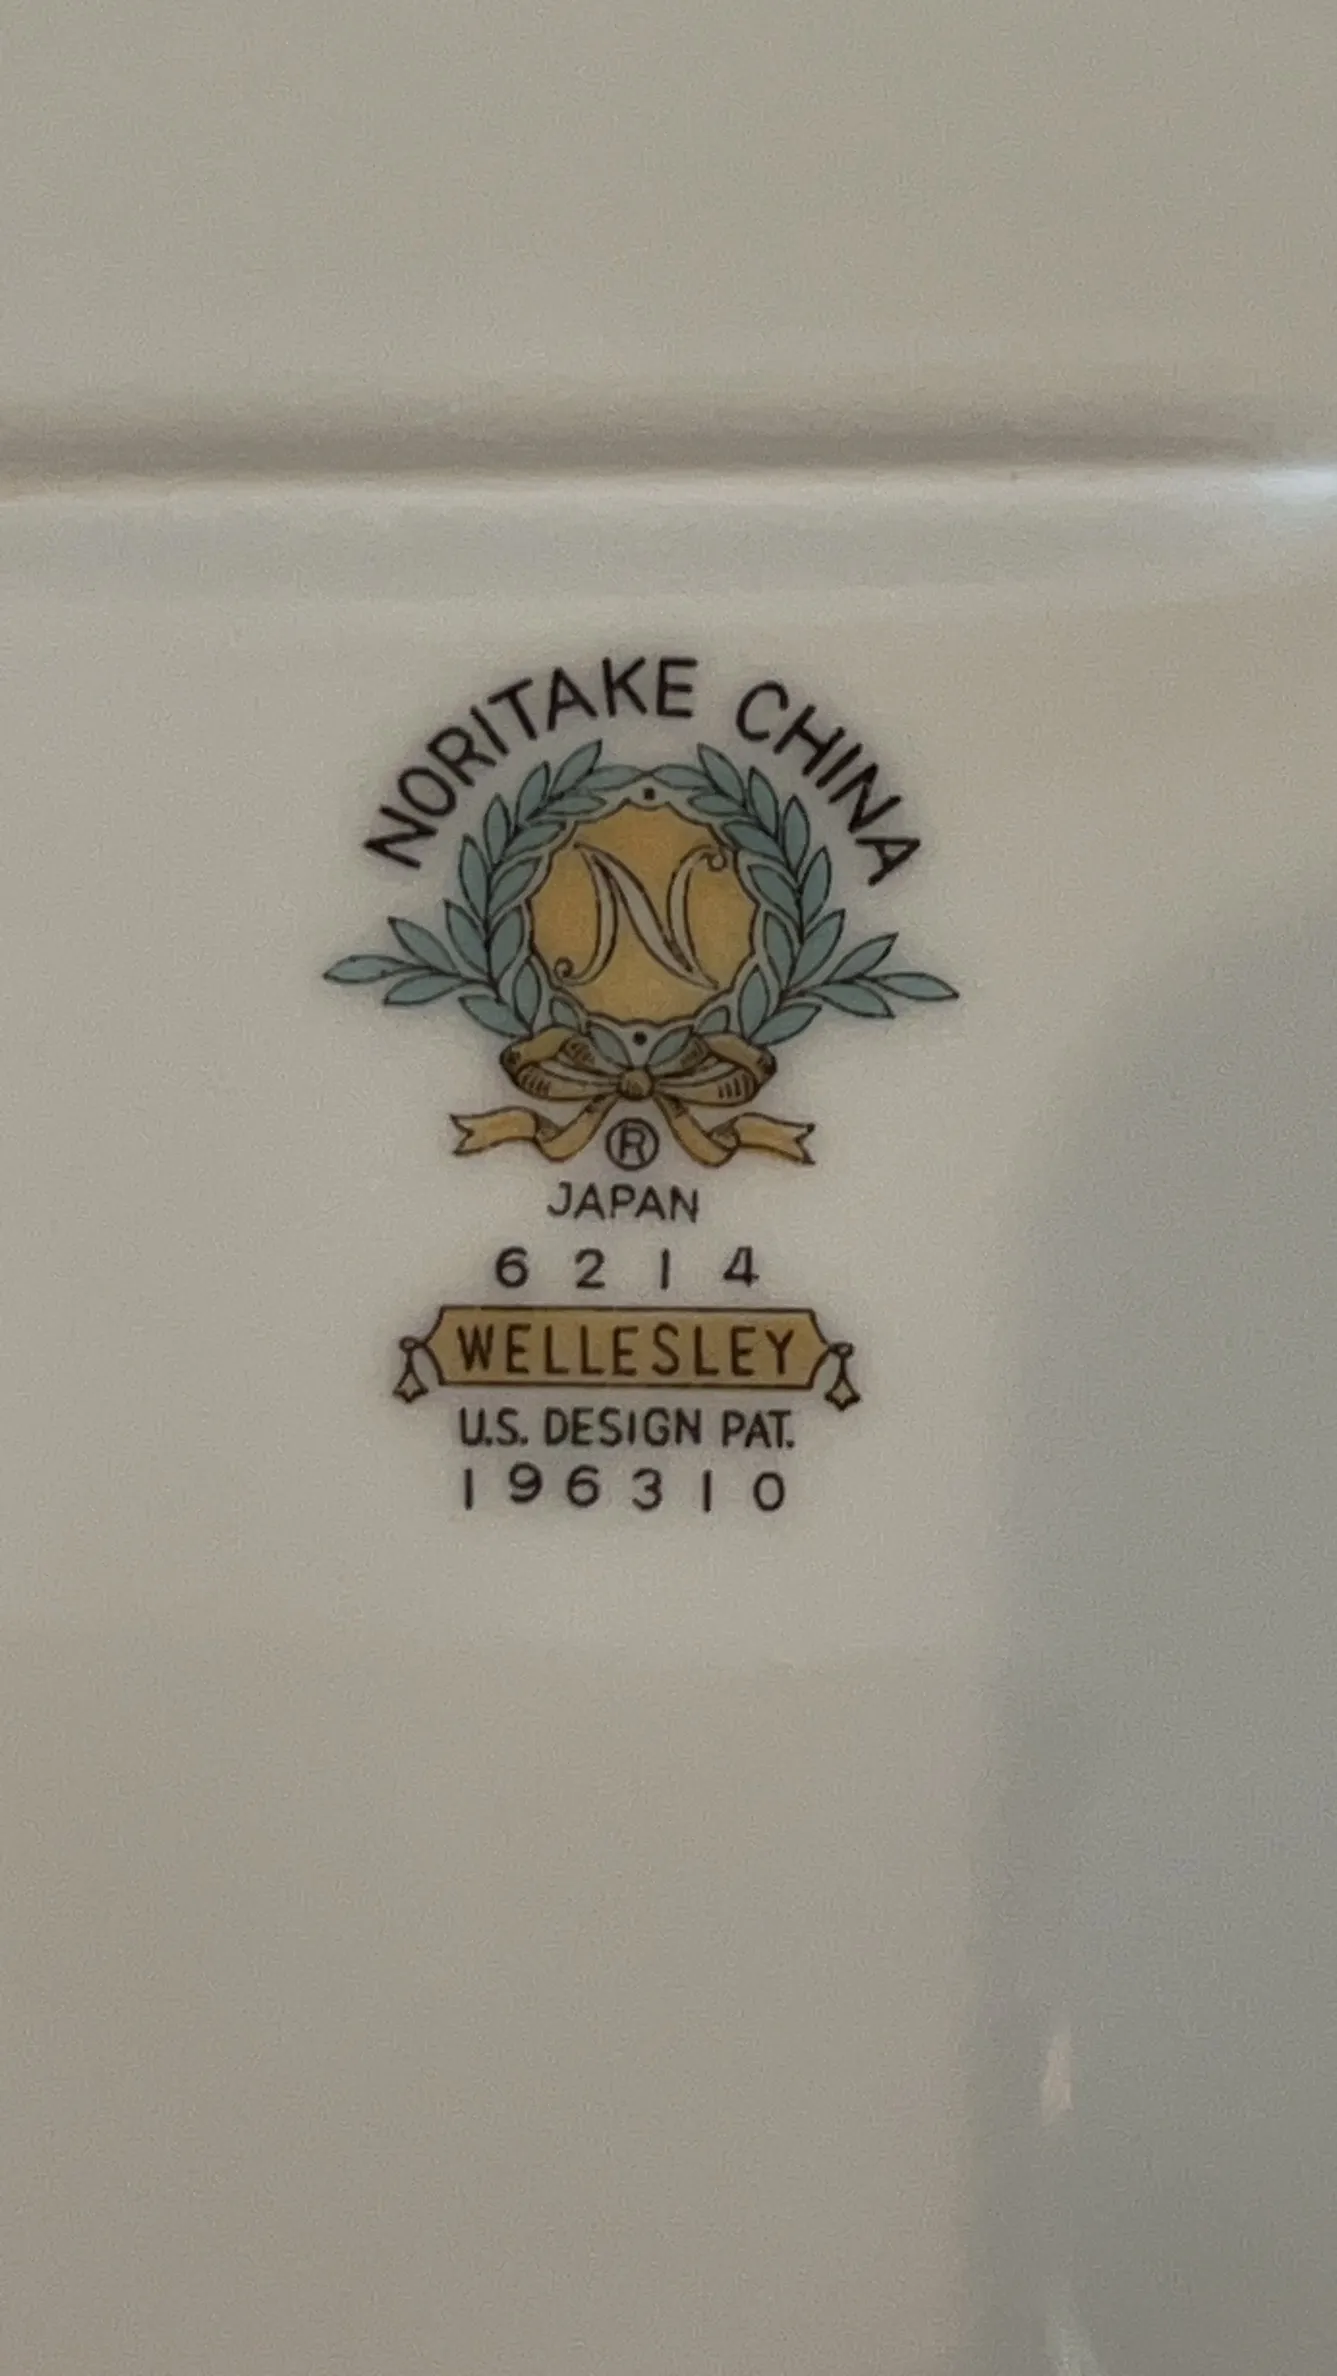 NORITAKE CHINA
N
®
JAPAN
6214
WELLESLEY
U.S. DESIGN PAT.
196310